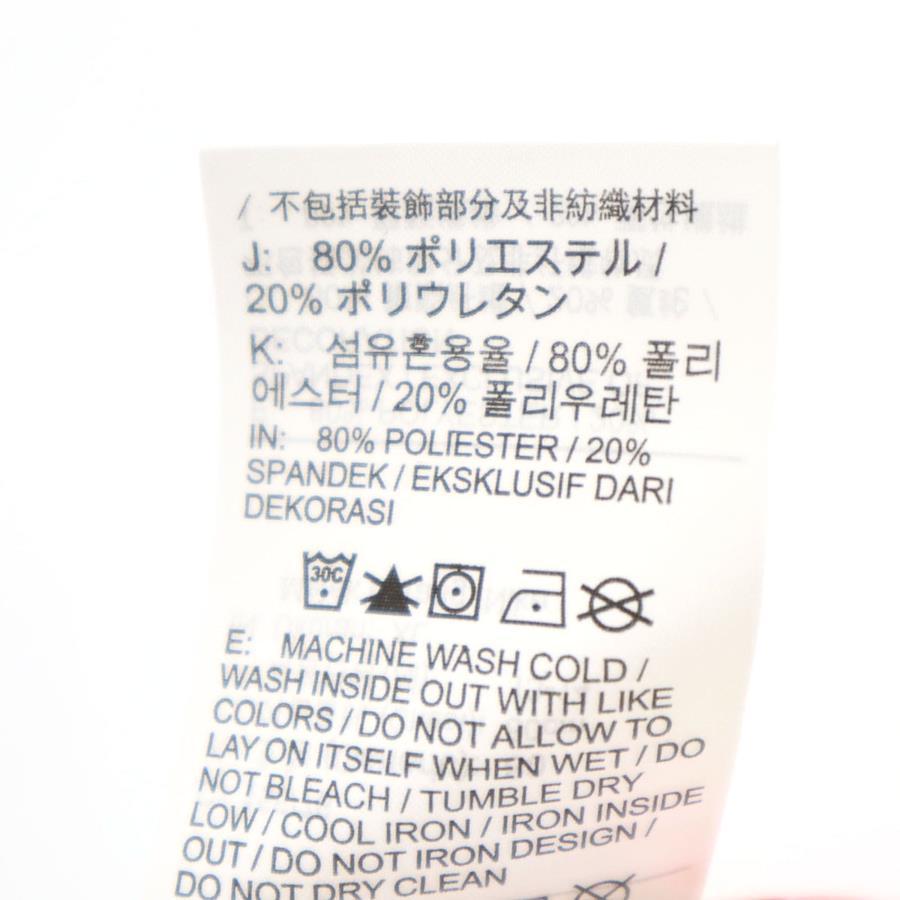 / 不包括裝飾部分及非紡織材料
J: 80% ポリエステル /
20% ポリウレタン
K: 섬유혼용율 / 80% 폴리
에스터 / 20% 폴리우레탄
IN: 80% POLIESTER / 20%
SPANDEK / EKSKLUSIF DARI
DEKORASI
30C
E: MACHINE WASH COLD /
WASH INSIDE OUT WITH LIKE
COLORS / DO NOT ALLOW TO
LAY ON ITSELF WHEN WET / DO
NOT BLEACH / TUMBLE DRY
LOW / COOL IRON / IRON INSIDE
OUT / DO NOT IRON DESIGN /
DO NOT DRY CLEAN